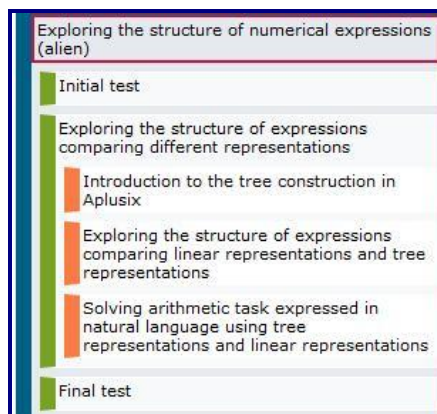 Exploring the structure of numerical expressions
(alien)
Initial test
Exploring the structure of expressions
comparing different representations
Introduction to the tree construction in
Aplusix
Exploring the structure of expressions
comparing linear representations and tree
representations
Solving arithmetic task expressed in
natural language using tree
representations and linear representations
Final test